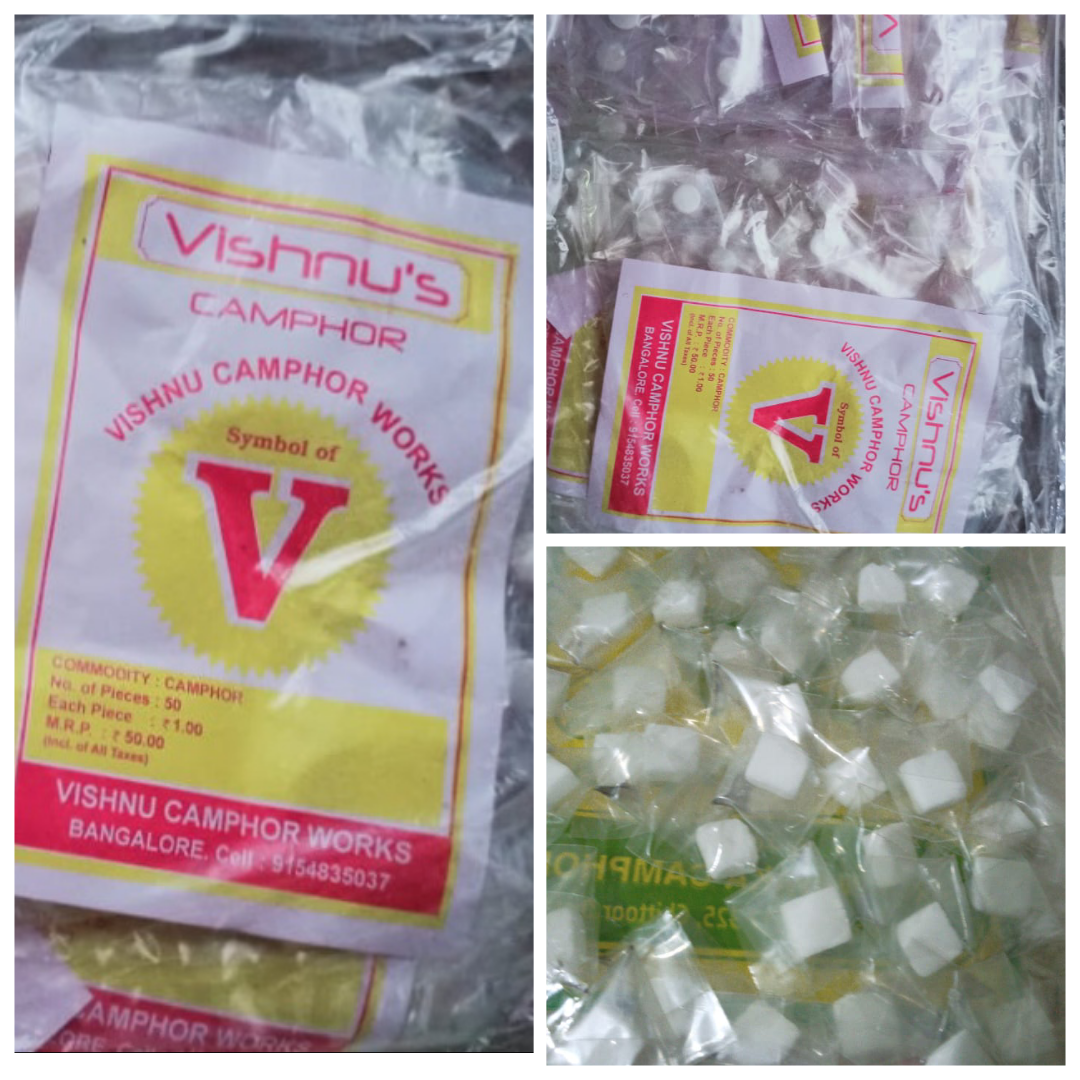 Vishnu's
CAMPHOR
VISHNU CAMPHOR WORKS
Symbol of
V
COMMODITY : CAMPHOR
No. of Pieces : 50
Each Piece : ₹ 1.00
M.R.P. : ₹ 50.00
(Incl. of All Taxes)
VISHNU CAMPHOR WORKS
BANGALORE. Cell : 9154835037
AMPHOR WORKS
Vishnu's
CAMPHOR
VISHNU CAMPHOR WORKS
Symbol of
V
COMMODITY : CAMPHOR
No. of Pieces : 50
Each Piece : ₹ 1.00
M.R.P. : ₹ 50.00
(Incl. of All Taxes)
VISHNU CAMPHOR WORKS
BANGALORE. Cell : 9154835037
CAMPHO